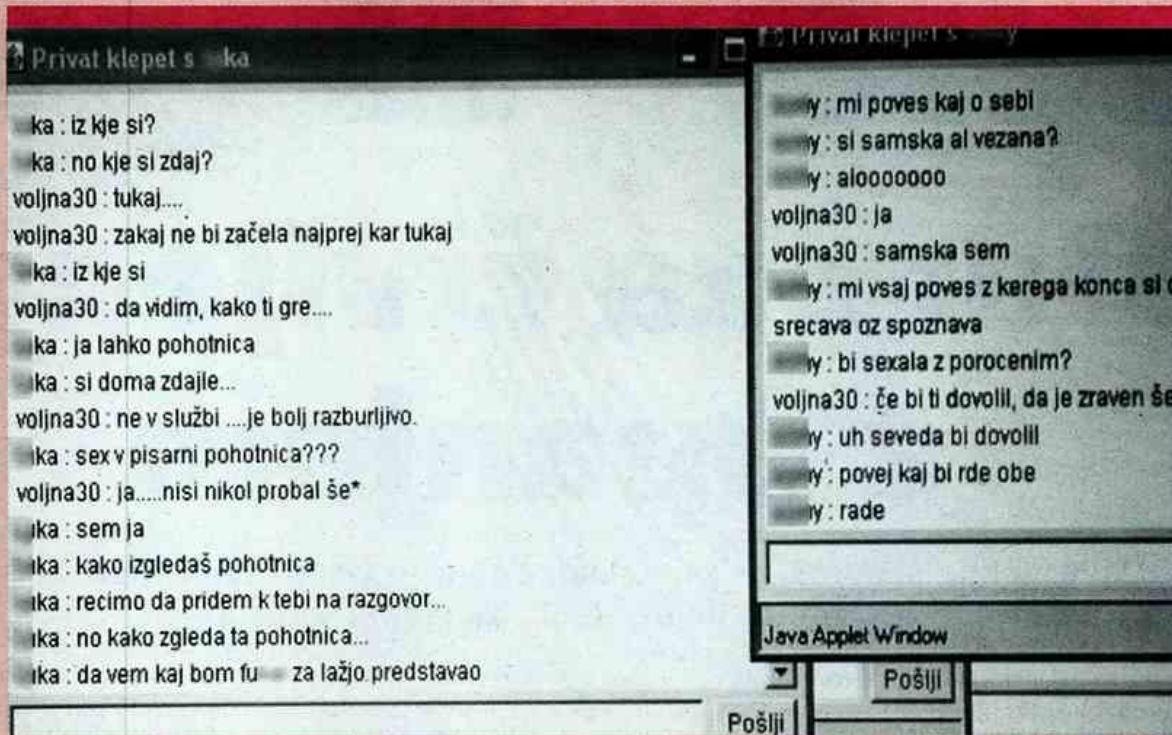 Privat klepet s ka
ka : iz kje si?
ka : no kje si zdaj?
voljna30 : tukaj....
voljna30 : zakaj ne bi začela najprej kar tukaj
ka : iz kje si
voljna30 : da vidim, kako ti gre....
ka : ja lahko pohotnica
ka : si doma zdajle...
voljna30 : ne v službi ....je bolj razburljivo.
ka : sex v pisarni pohotnica???
voljna30 : ja.....nisi nikol probal še*
ka : sem ja
ka : kako izgledaš pohotnica
ka : recimo da pridem k tebi na razgovor...
ka : no kako zgleda ta pohotnica...
ka : da vem kaj bom fu za lažjo predstavao
Pošlji
Privat klepet s y
y : mi poves kaj o sebi
y : si samska al vezana?
y : alooooooo
voljna30 : ja
voljna30 : samska sem
y : mi vsaj poves z kerega konca si
srecava oz spoznava
y : bi sexala z porocenim?
voljna30 : če bi ti dovolil, da je zraven še
y : uh seveda bi dovolil
y : povej kaj bi rde obe
y : rade
Java Applet Window
Pošlji